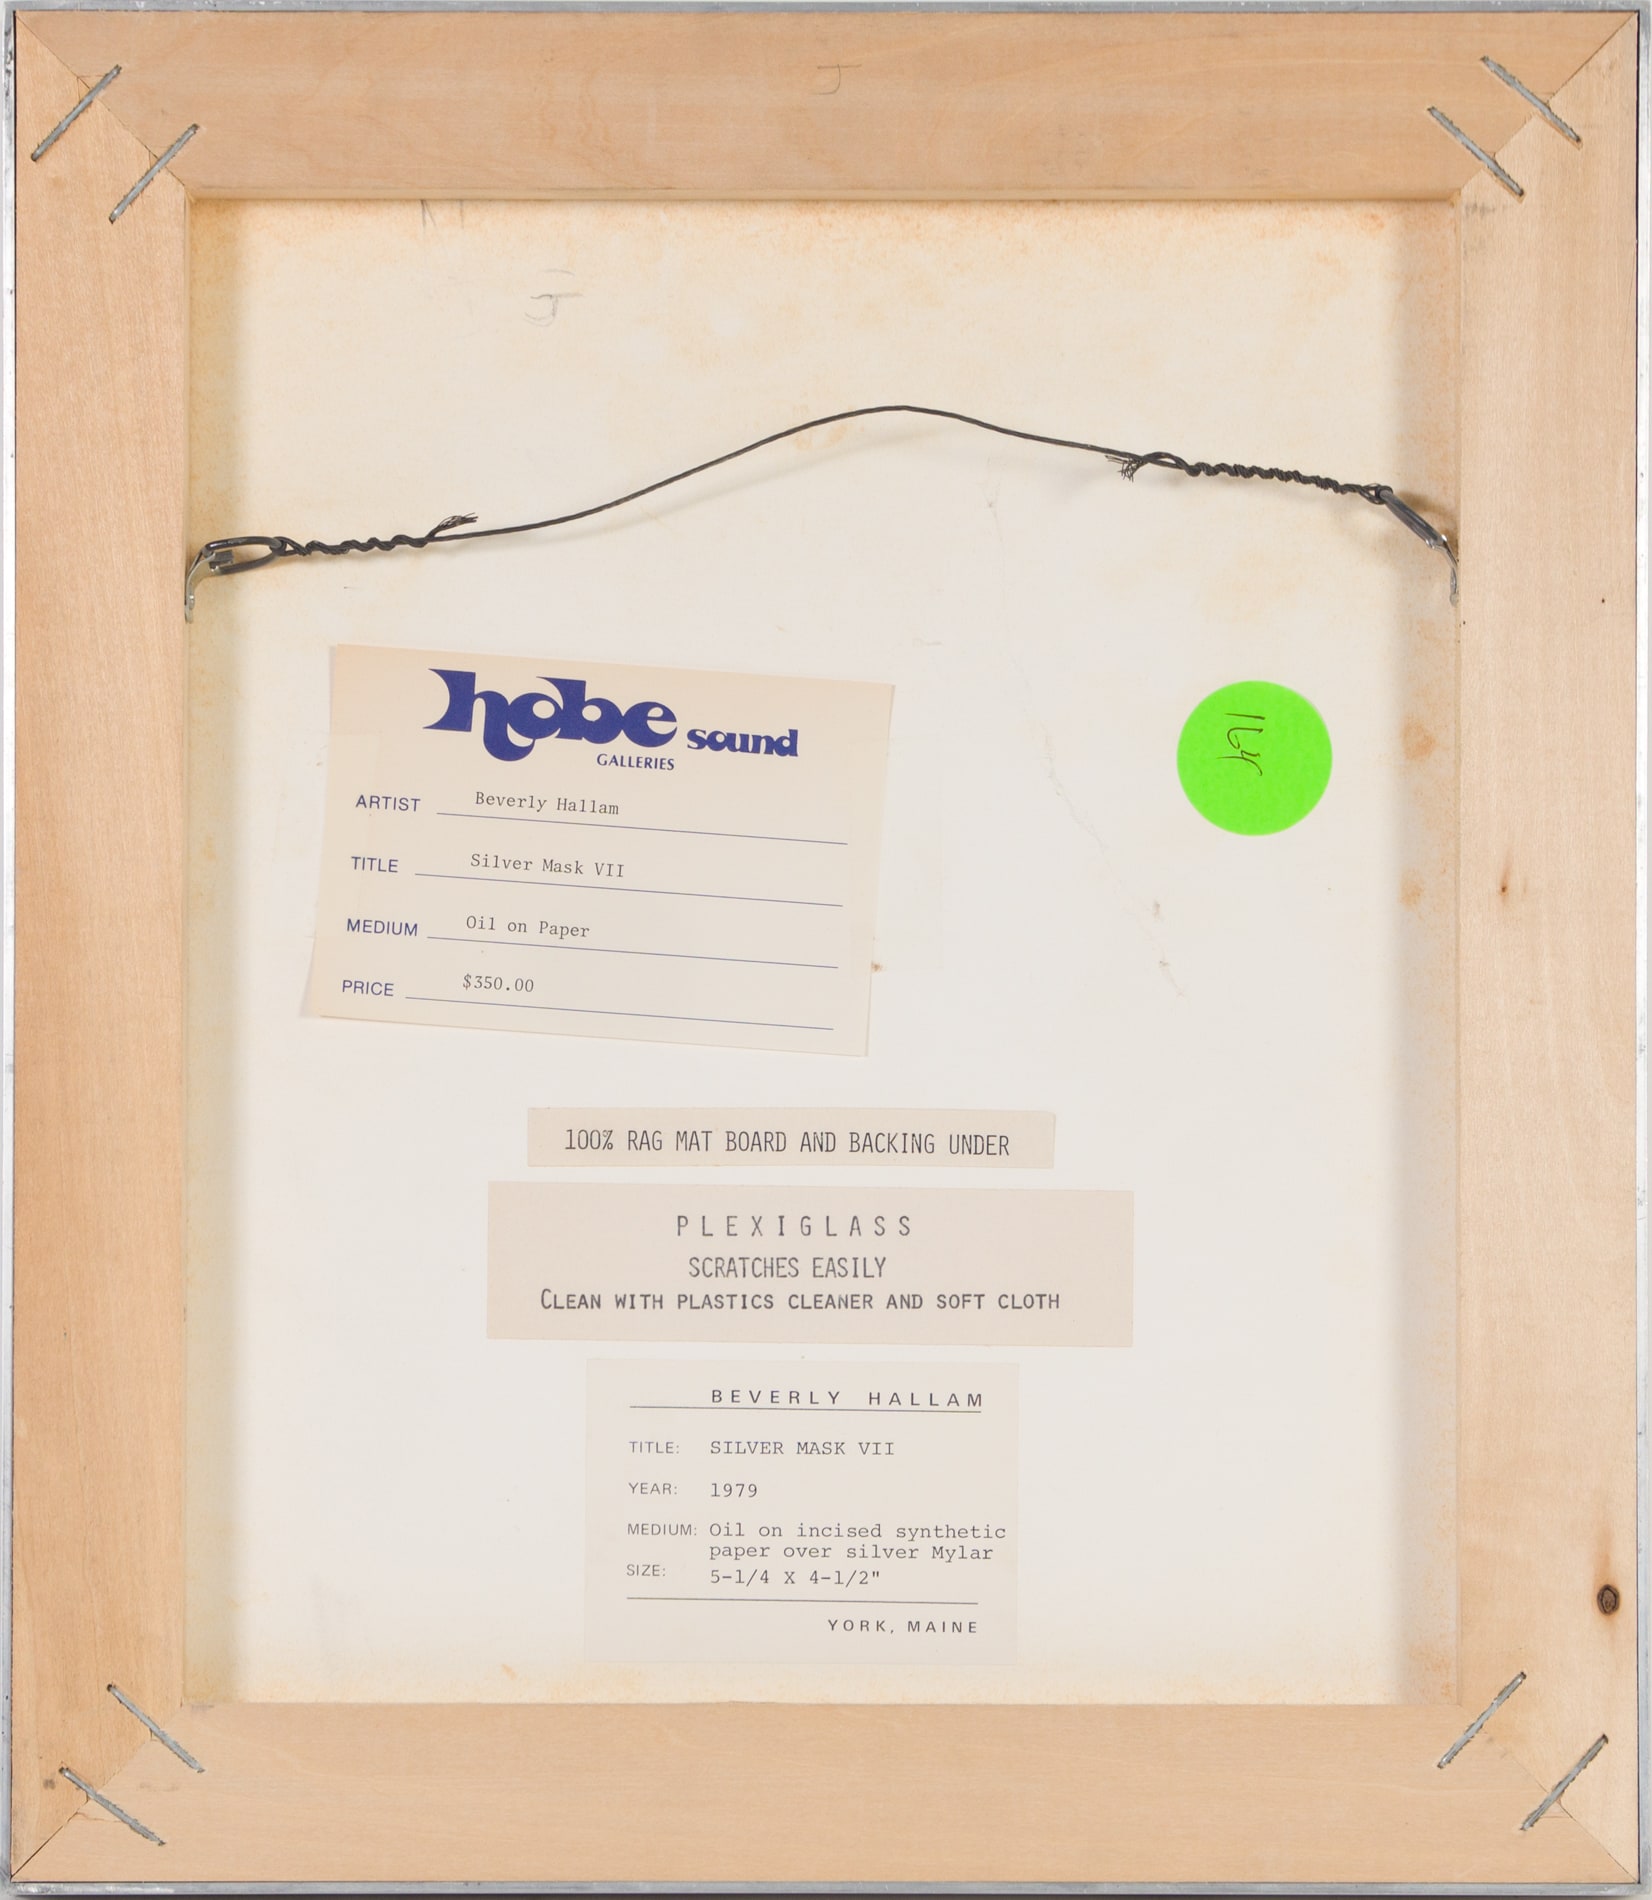 J
J
hobe sound
GALLERIES
ARTIST Beverly Hallam
TITLE Silver Mask VII
MEDIUM Oil on Paper
PRICE $350.00
164
100% RAG MAT BOARD AND BACKING UNDER
PLEXIGLASS
SCRATCHES EASILY
CLEAN WITH PLASTICS CLEANER AND SOFT CLOTH
BEVERLY HALLAM
TITLE: SILVER MASK VII
YEAR: 1979
MEDIUM: Oil on incised synthetic
paper over silver Mylar
SIZE: 5-1/4 X 4-1/2"
YORK, MAINE